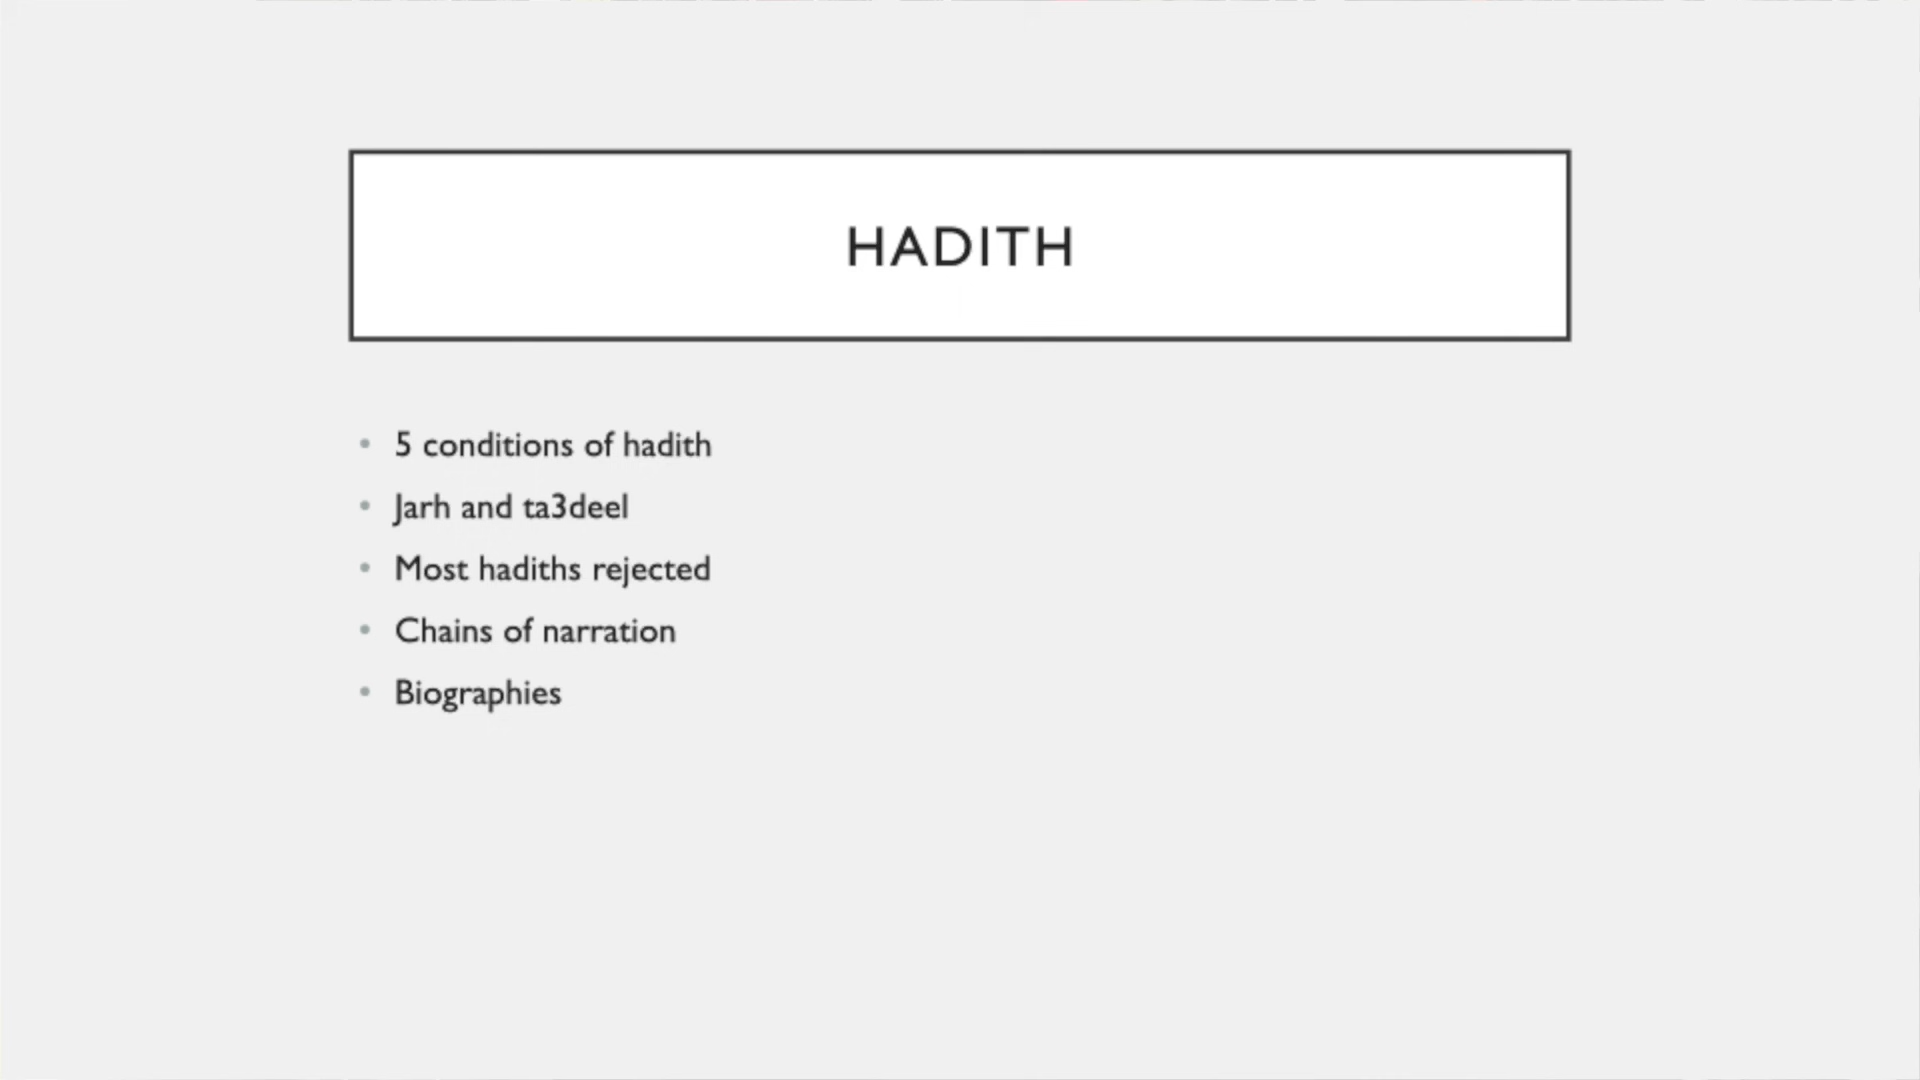 HADITH
• 5 conditions of hadith
• Jarh and ta3deel
• Most hadiths rejected
• Chains of narration
• Biographies